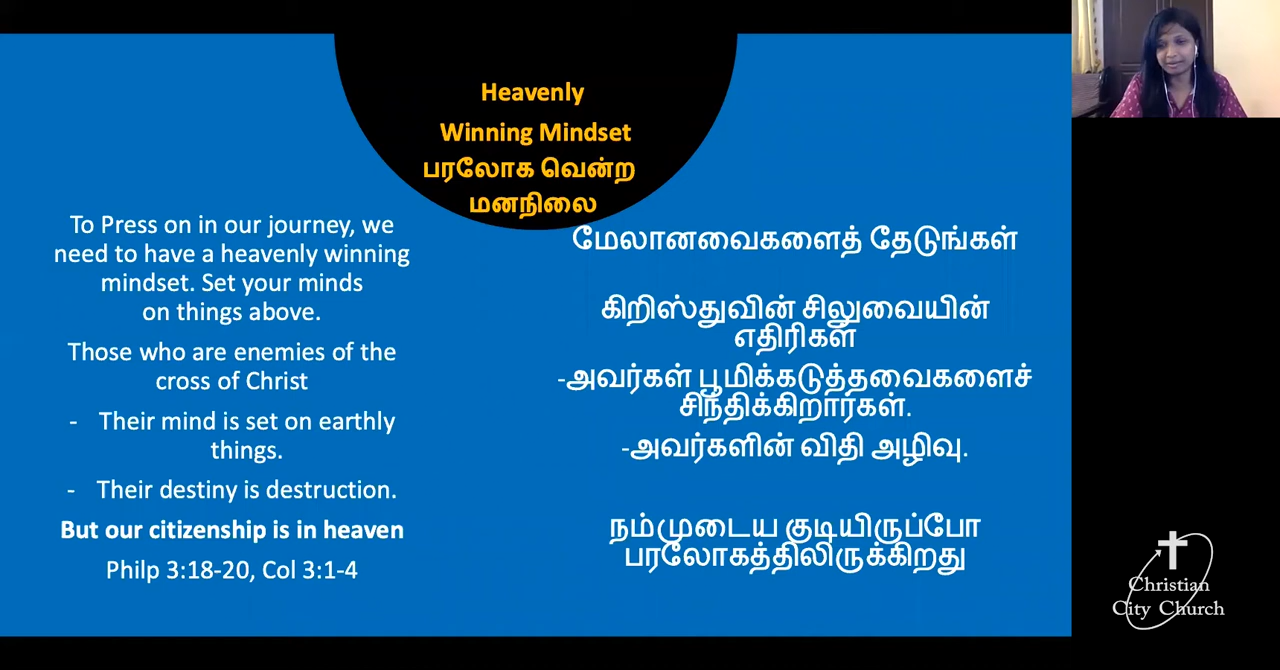 Heavenly
Winning Mindset
பரலோக வென்ற
மனநிலை
To Press on in our journey, we
need to have a heavenly winning
mindset. Set your minds
on things above.
Those who are enemies of the
cross of Christ
- Their mind is set on earthly
things.
- Their destiny is destruction.
But our citizenship is in heaven
Philp 3:18-20, Col 3:1-4
மேலானவைகளைத் தேடுங்கள்
கிறிஸ்துவின் சிலுவையின்
எதிரிகள்
-அவர்கள் பூமிக்கடுத்தவைகளைச்
சிந்திக்கிறார்கள்.
-அவர்களின் விதி அழிவு.
நம்முடைய குடியிருப்போ
பரலோகத்திலிருக்கிறது
Christian
City Church